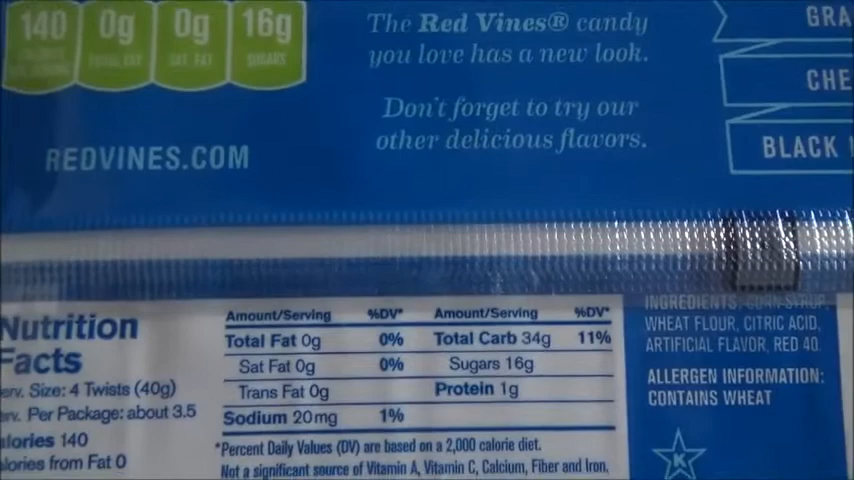 140 0g 0g 16g
SAT. FAT SUGARS
The Red Vines® candy
you love has a new look.
Don't forget to try our
other delicious flavors.
REDVINES.COM
GRA
CHE
BLACK
Nutrition
Facts
erv. Size: 4 Twists (40g)
erv. Per Package: about 3.5
alories 140
alories from Fat 0
Amount/Serving %DV* Amount/Serving %DV*
Total Fat 0g 0% Total Carb 34g 11%
Sat Fat 0g 0% Sugars 16g
Trans Fat 0g Protein 1g
Sodium 20mg 1%
*Percent Daily Values (DV) are based on a 2,000 calorie diet.
Not a significant source of Vitamin A, Vitamin C, Calcium, Fiber and Iron.
INGREDIENTS: CORN SYRUP,
WHEAT FLOUR, CITRIC ACID,
ARTIFICIAL FLAVOR, RED 40.
ALLERGEN INFORMATION:
CONTAINS WHEAT
K